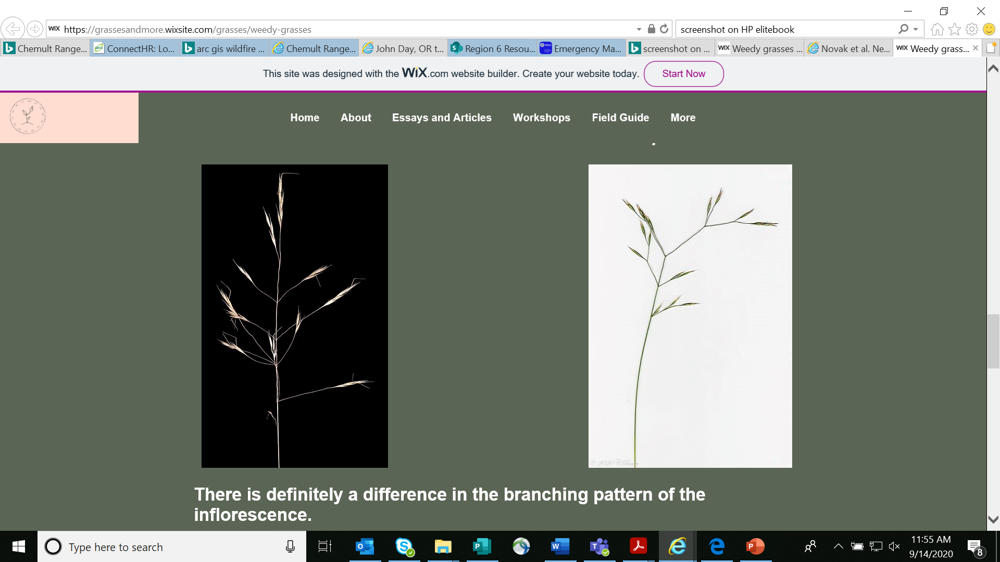 WiX https://grassesandmore.wixsite.com/grasses/weedy-grasses
screenshot on HP elitebook
Chemult Range...
ConnectHR: Lo...
arc gis wildfire ...
Chemult Range...
John Day, OR t...
Region 6 Resou...
Emergency Ma...
screenshot on ...
WiX Weedy grasses ...
Novak et al. Ne...
WiX Weedy grass...
This site was designed with the WiX.com website builder. Create your website today.
Start Now
Home About Essays and Articles Workshops Field Guide More
There is definitely a difference in the branching pattern of the
inflorescence.
Type here to search
11:55 AM
9/14/2020
8